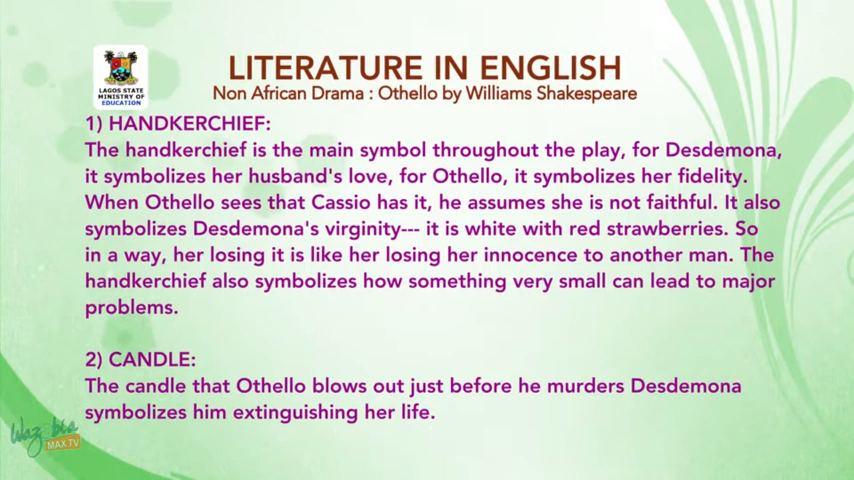 LITERATURE IN ENGLISH
Non African Drama : Othello by Williams Shakespeare
LAGOS STATE
MINISTRY OF
EDUCATION
1) HANDKERCHIEF:
The handkerchief is the main symbol throughout the play, for Desdemona,
it symbolizes her husband's love, for Othello, it symbolizes her fidelity.
When Othello sees that Cassio has it, he assumes she is not faithful. It also
symbolizes Desdemona's virginity--- it is white with red strawberries. So
in a way, her losing it is like her losing her innocence to another man. The
handkerchief also symbolizes how something very small can lead to major
problems.
2) CANDLE:
The candle that Othello blows out just before he murders Desdemona
symbolizes him extinguishing her life.
Wazobia
MAX TV